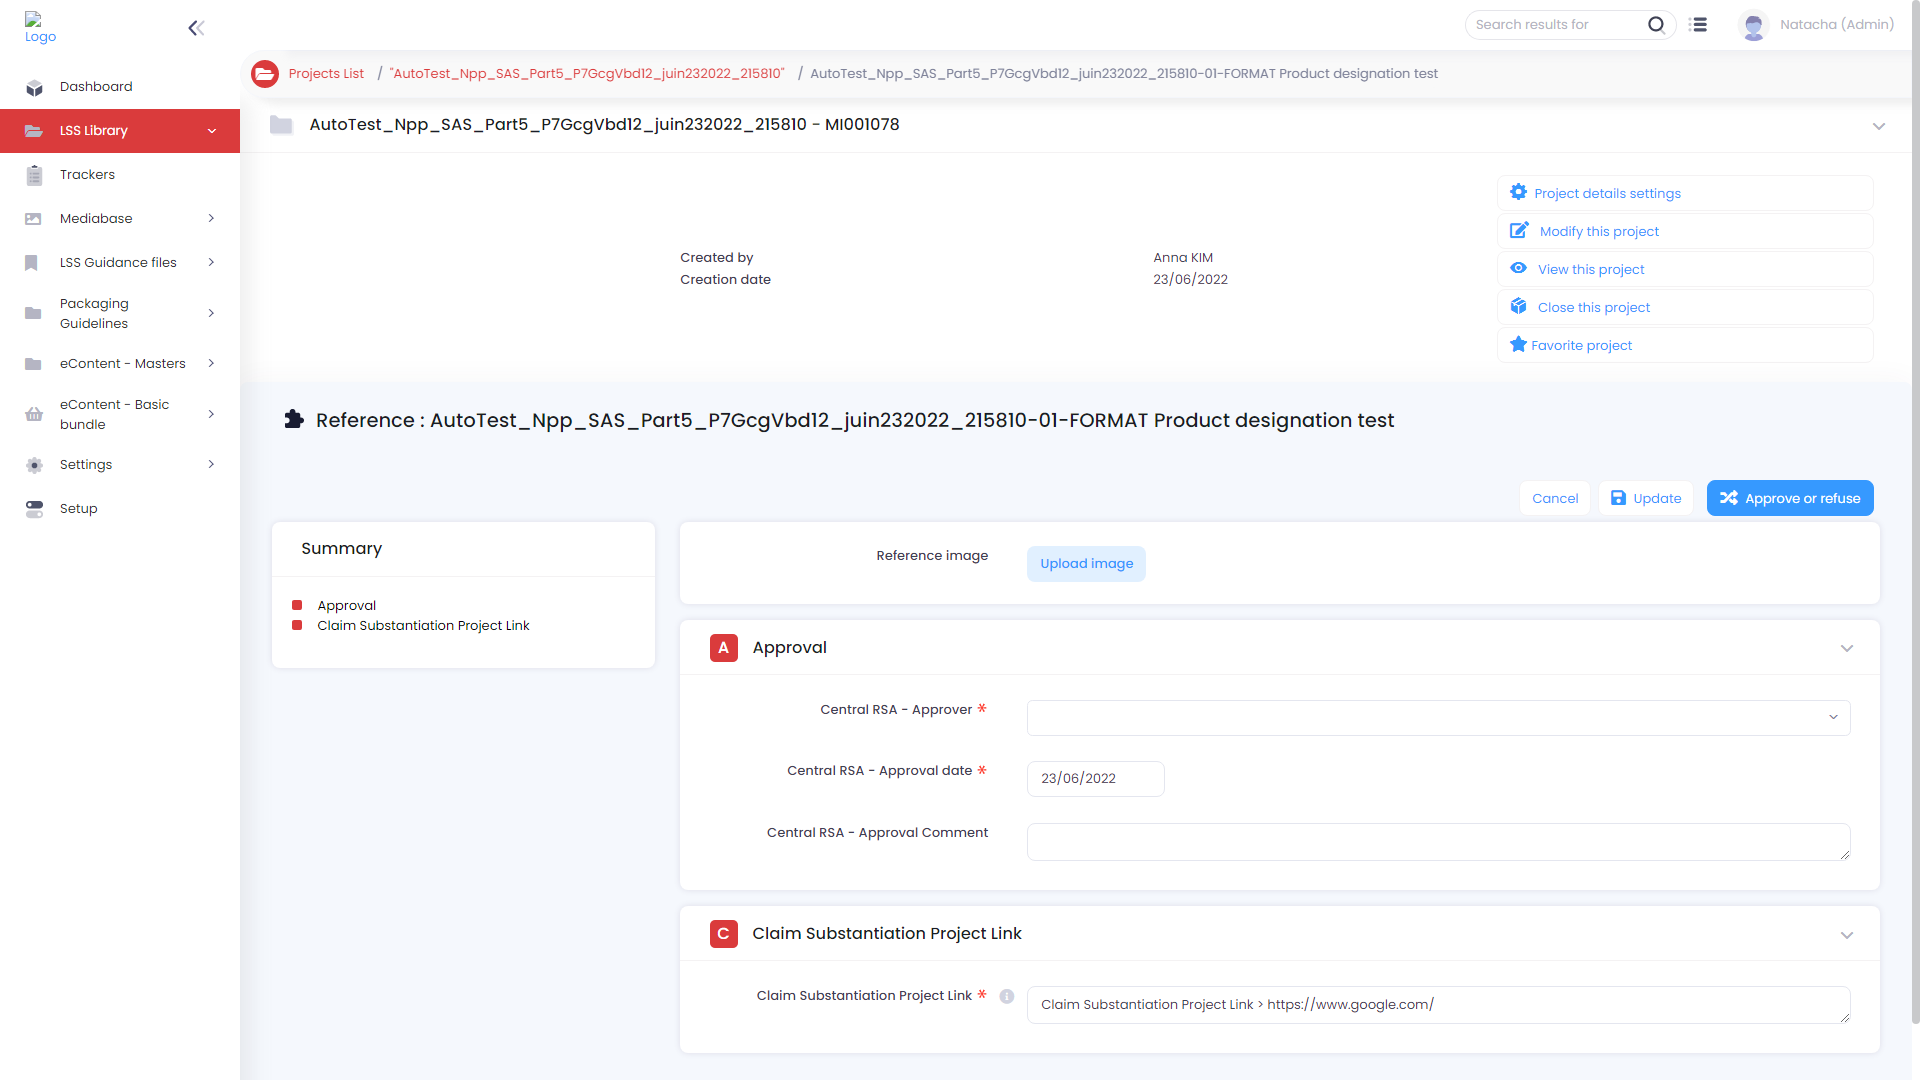 Logo
Search results for
Natacha (Admin)
Dashboard
LSS Library
Trackers
Mediabase
LSS Guidance files
Packaging
Guidelines
eContent - Masters
eContent - Basic
bundle
Settings
Setup
Projects List / "AutoTest_Npp_SAS_Part5_P7GcgVbd12_juin232022_215810" / AutoTest_Npp_SAS_Part5_P7GcgVbd12_juin232022_215810-01-FORMAT Product designation test
AutoTest_Npp_SAS_Part5_P7GcgVbd12_juin232022_215810 - MI001078
Created by Anna KIM
Creation date 23/06/2022
Project details settings
Modify this project
View this project
Close this project
Favorite project
Reference : AutoTest_Npp_SAS_Part5_P7GcgVbd12_juin232022_215810-01-FORMAT Product designation test
Cancel
Update
Approve or refuse
Summary
Approval
Claim Substantiation Project Link
Reference image
Upload image
A Approval
Central RSA - Approver *
Central RSA - Approval date * 23/06/2022
Central RSA - Approval Comment
C Claim Substantiation Project Link
Claim Substantiation Project Link * Claim Substantiation Project Link > https://www.google.com/